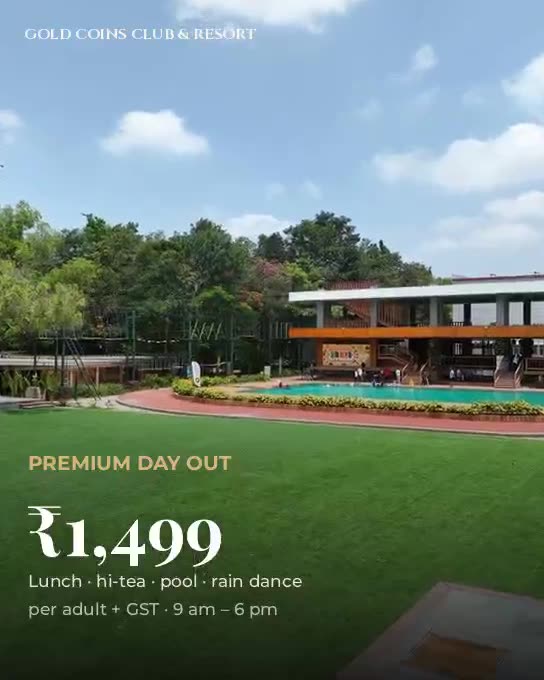 GOLD COINS CLUB & RESORT
PREMIUM DAY OUT
₹1,499
Lunch · hi-tea · pool · rain dance
per adult + GST · 9 am – 6 pm